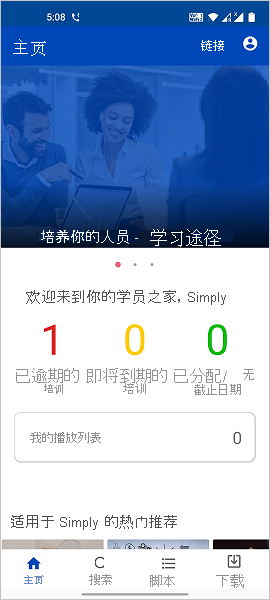 5:08
主页
链接
培养你的人员 - 学习途径
欢迎来到你的学员之家, Simply
1 0 0
已逾期的 即将到期的 已分配/ 无
培训 培训 截止日期
我的播放列表 0
适用于 Simply 的热门推荐
主页 搜索 脚本 下载